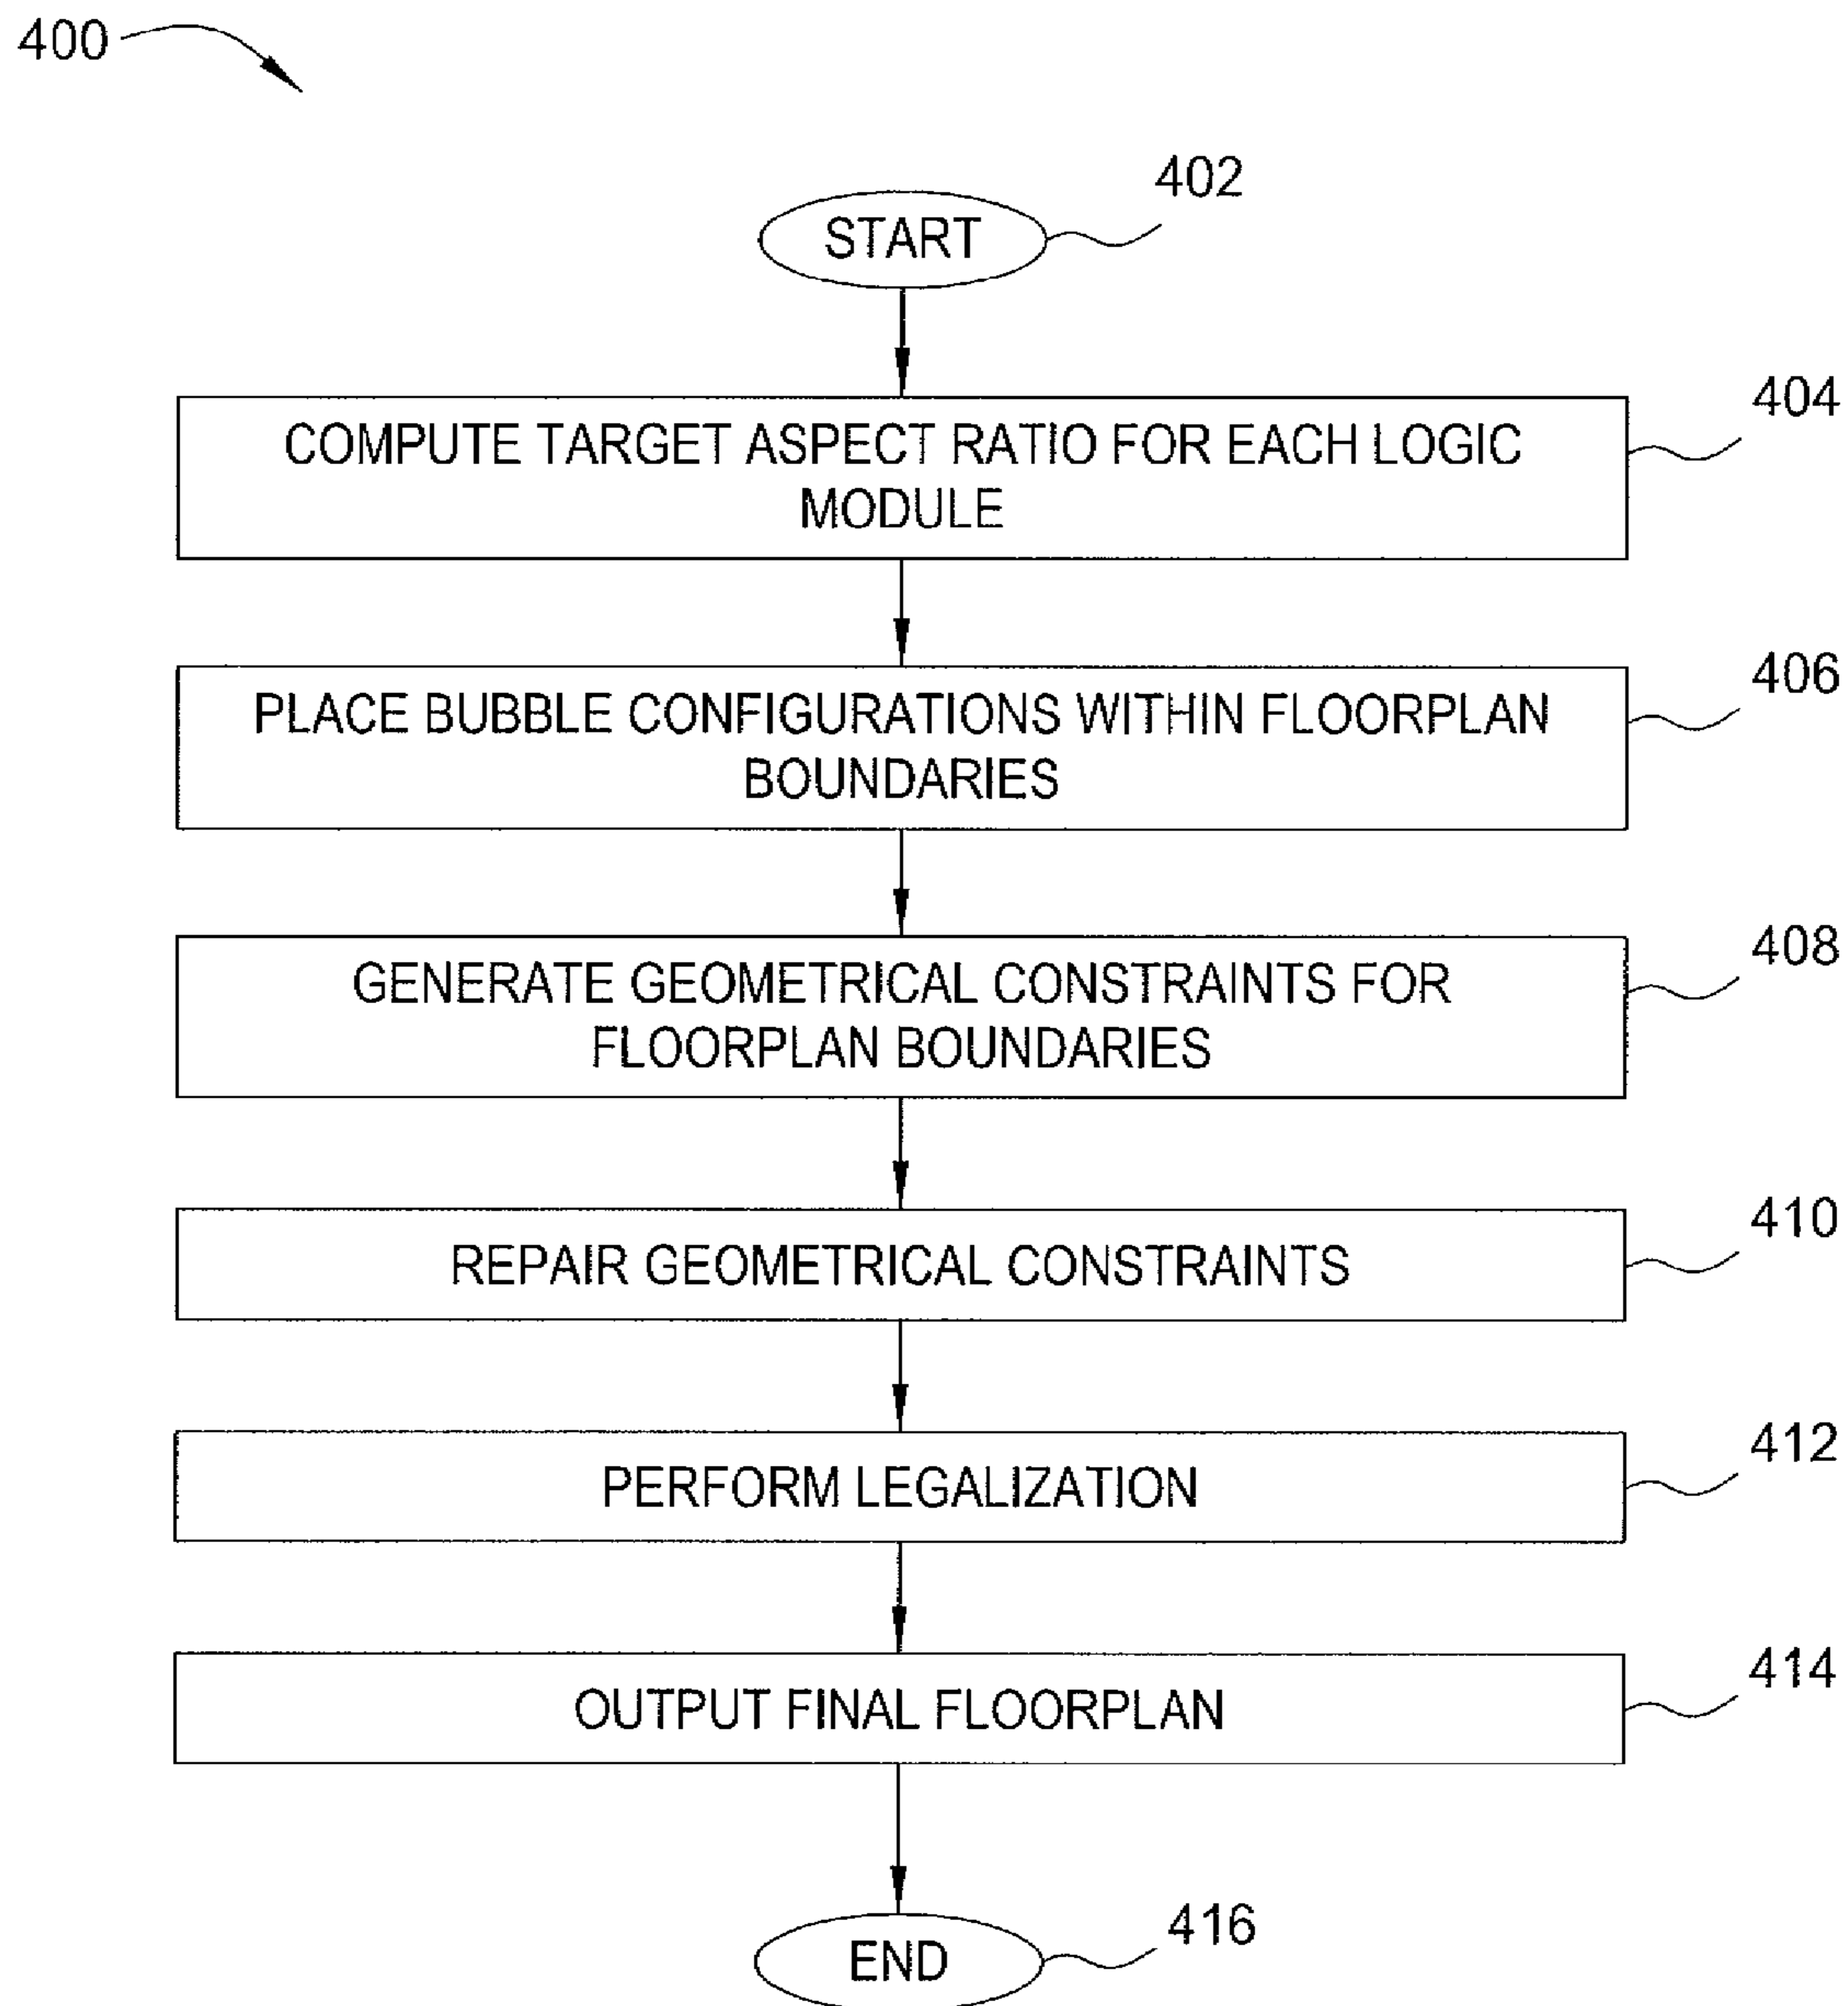 400
402
START
404
COMPUTE TARGET ASPECT RATIO FOR EACH LOGIC
MODULE
406
PLACE BUBBLE CONFIGURATIONS WITHIN FLOORPLAN
BOUNDARIES
408
GENERATE GEOMETRICAL CONSTRAINTS FOR
FLOORPLAN BOUNDARIES
410
REPAIR GEOMETRICAL CONSTRAINTS
412
PERFORM LEGALIZATION
414
OUTPUT FINAL FLOORPLAN
416
END